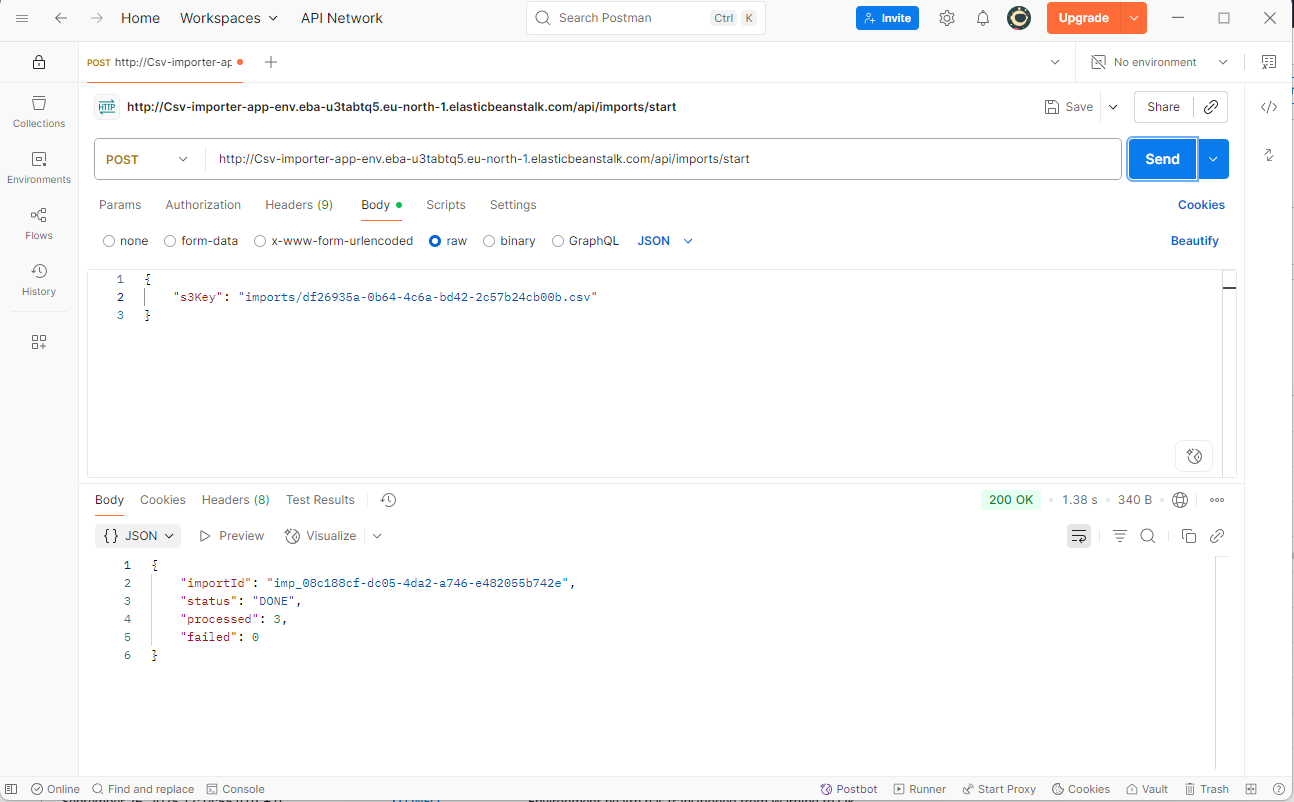 Home Workspaces API Network Search Postman Ctrl K Invite Upgrade
POST http://Csv-importer-ap No environment
Collections
Environments
Flows
History
HTTP http://Csv-importer-app-env.eba-u3tabtq5.eu-north-1.elasticbeanstalk.com/api/imports/start Save Share
POST http://Csv-importer-app-env.eba-u3tabtq5.eu-north-1.elasticbeanstalk.com/api/imports/start Send
Params Authorization Headers (9) Body Scripts Settings Cookies
none form-data x-www-form-urlencoded raw binary GraphQL JSON Beautify
1 {
2 "s3Key": "imports/df26935a-0b64-4c6a-bd42-2c57b24cb00b.csv"
3 }
Body Cookies Headers (8) Test Results 200 OK • 1.38 s • 340 B
{} JSON Preview Visualize
1 {
2 "importId": "imp_08c188cf-dc05-4da2-a746-e482055b742e",
3 "status": "DONE",
4 "processed": 3,
5 "failed": 0
6 }
Online Find and replace Console Postbot Runner Start Proxy Cookies Vault Trash